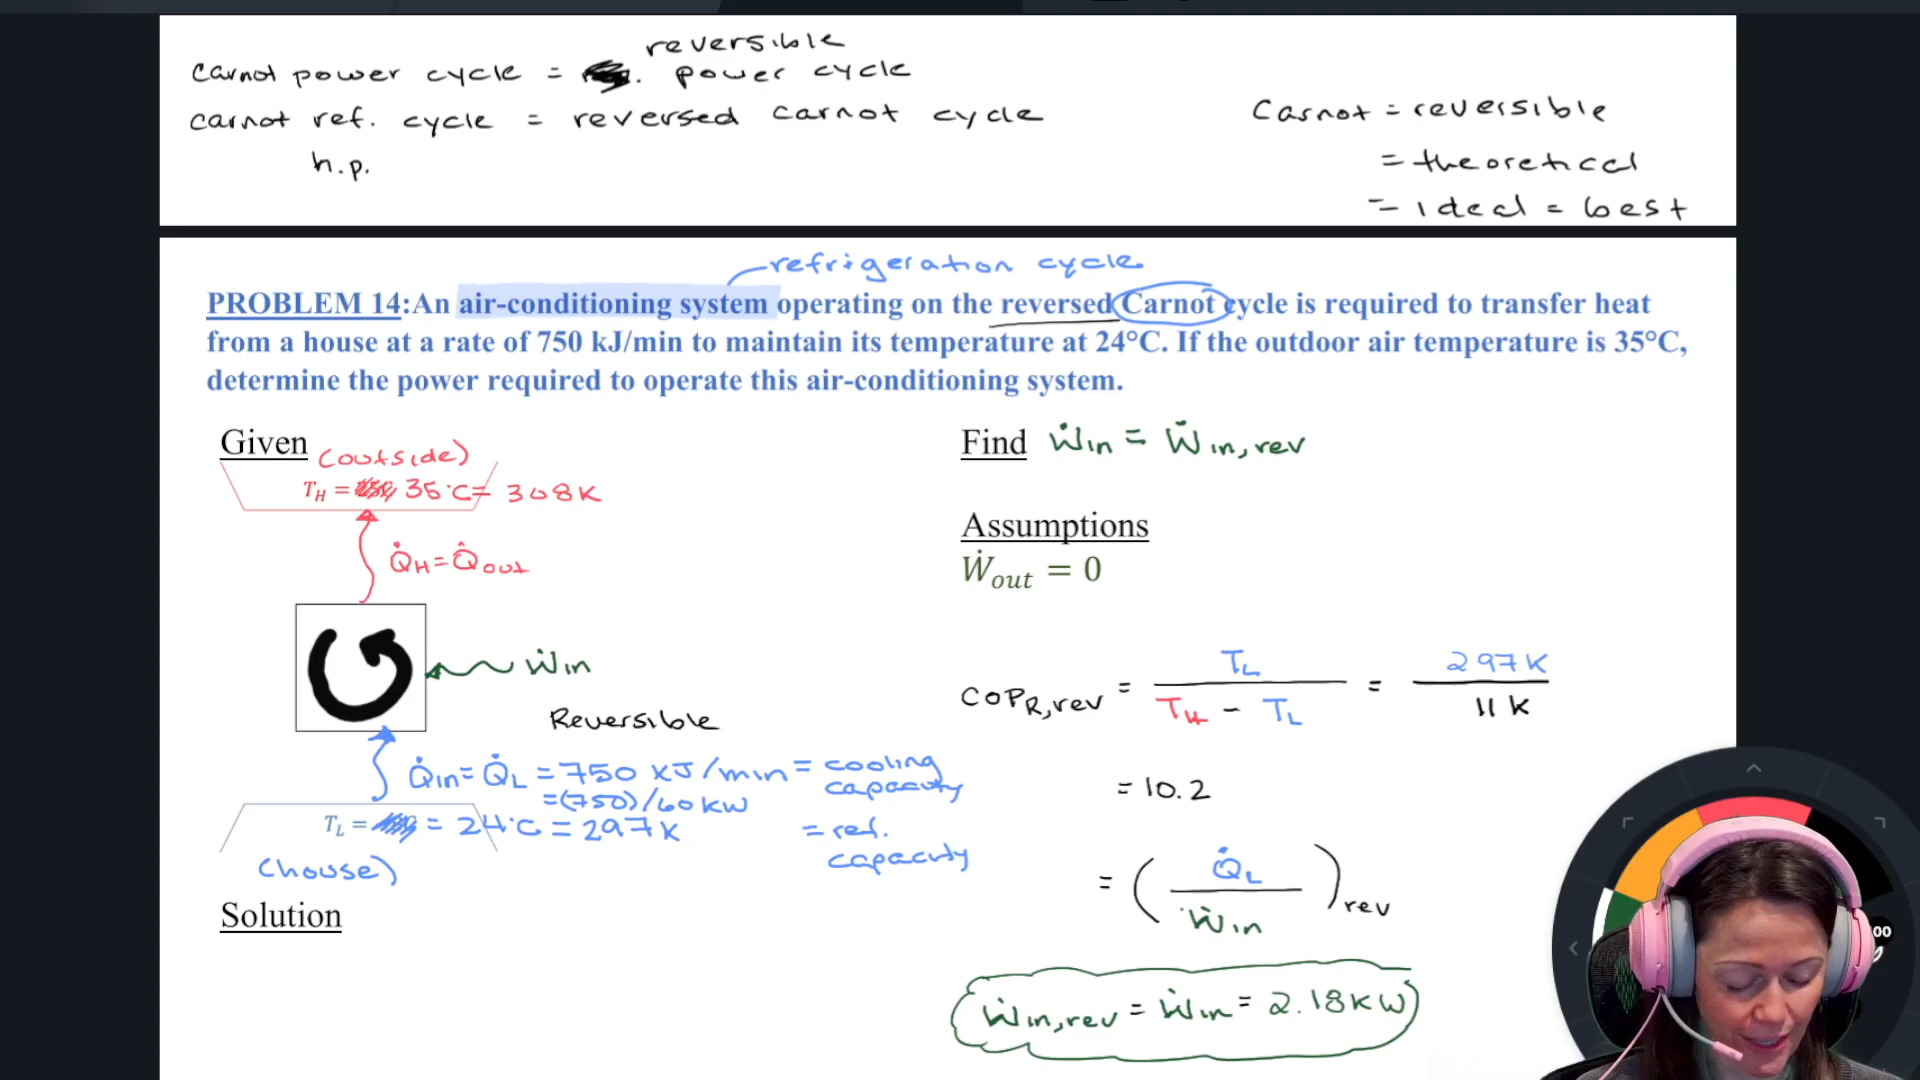 reversible
carnot power cycle = power cycle
carnot ref. cycle = reversed carnot cycle
h.p.
Carnot = reversible
= theoretical
= ideal = best
refrigeration cycle
PROBLEM 14: An air-conditioning system operating on the reversed Carnot cycle is required to transfer heat
from a house at a rate of 750 kJ/min to maintain its temperature at 24°C. If the outdoor air temperature is 35°C,
determine the power required to operate this air-conditioning system.
Given (outside)
T_H = 35°C = 308K
Q̇_H = Q̇_out
Ẇ_in
Reversible
Q̇_in = Q̇_L = 750 KJ/min = cooling capacity
= (750)/60 kW
T_L = = 24°C = 297K
= ref. capacity
(house)
Solution
Find Ẇ_in = Ẇ_in,rev
Assumptions
Ẇ_out = 0
COP_R,rev = T_L / (T_H - T_L) = 297K / 11K
= 10.2
= (Q̇_L / Ẇ_in)_rev
Ẇ_in,rev = Ẇ_in = 2.18 kW